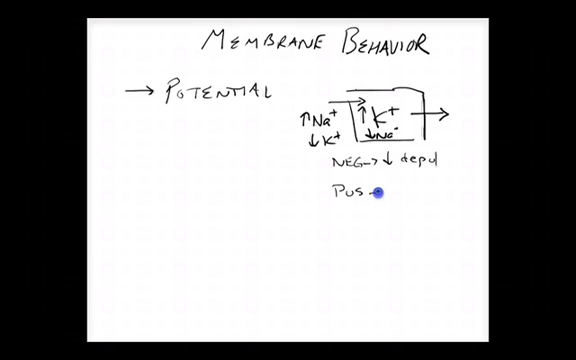 MEMBRANE BEHAVIOR
→ POTENTIAL
↑Na+ ↑K+
↓K+ ↓Na+
NEG→ ↓ depol
POS →